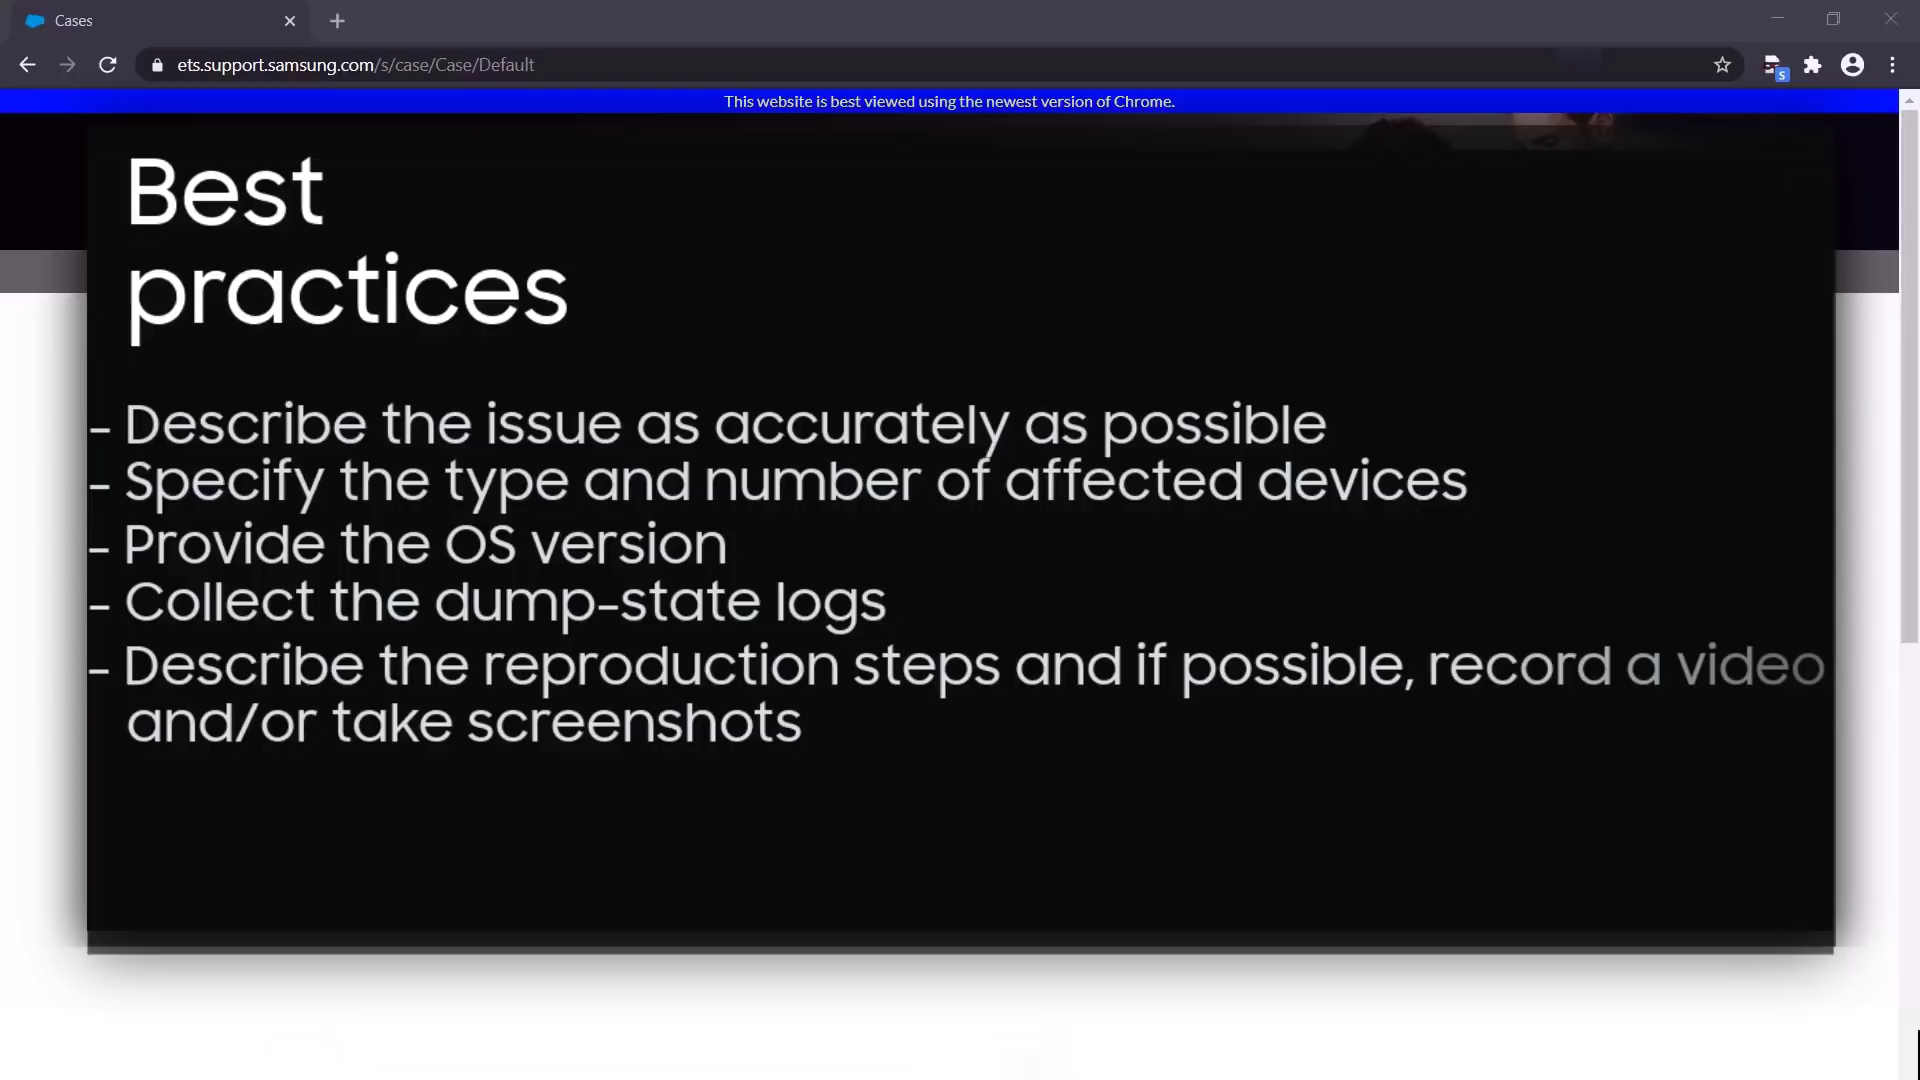 Cases
ets.support.samsung.com/s/case/Case/Default
S
This website is best viewed using the newest version of Chrome.
Best
practices
- Describe the issue as accurately as possible
- Specify the type and number of affected devices
- Provide the OS version
- Collect the dump-state logs
- Describe the reproduction steps and if possible, record a video
and/or take screenshots